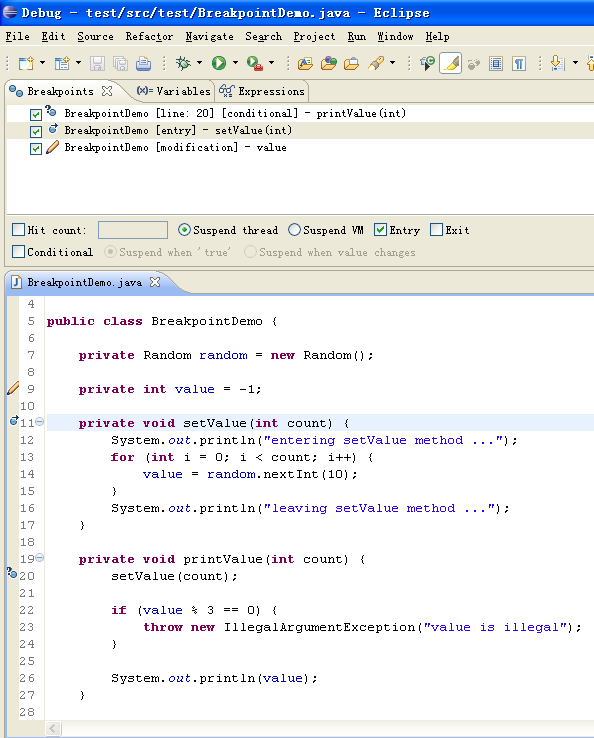 Debug - test/src/test/BreakpointDemo.java - Eclipse
File Edit Source Refactor Navigate Search Project Run Window Help
Breakpoints (x)= Variables Expressions
BreakpointDemo [line: 20] [conditional] - printValue(int)
BreakpointDemo [entry] - setValue(int)
BreakpointDemo [modification] - value
Hit count: Suspend thread Suspend VM Entry Exit
Conditional Suspend when 'true' Suspend when value changes
BreakpointDemo.java
4
5 public class BreakpointDemo {
6
7 private Random random = new Random();
8
9 private int value = -1;
10
11 private void setValue(int count) {
12 System.out.println("entering setValue method ...");
13 for (int i = 0; i < count; i++) {
14 value = random.nextInt(10);
15 }
16 System.out.println("leaving setValue method ...");
17 }
18
19 private void printValue(int count) {
20 setValue(count);
21
22 if (value % 3 == 0) {
23 throw new IllegalArgumentException("value is illegal");
24 }
25
26 System.out.println(value);
27 }
28